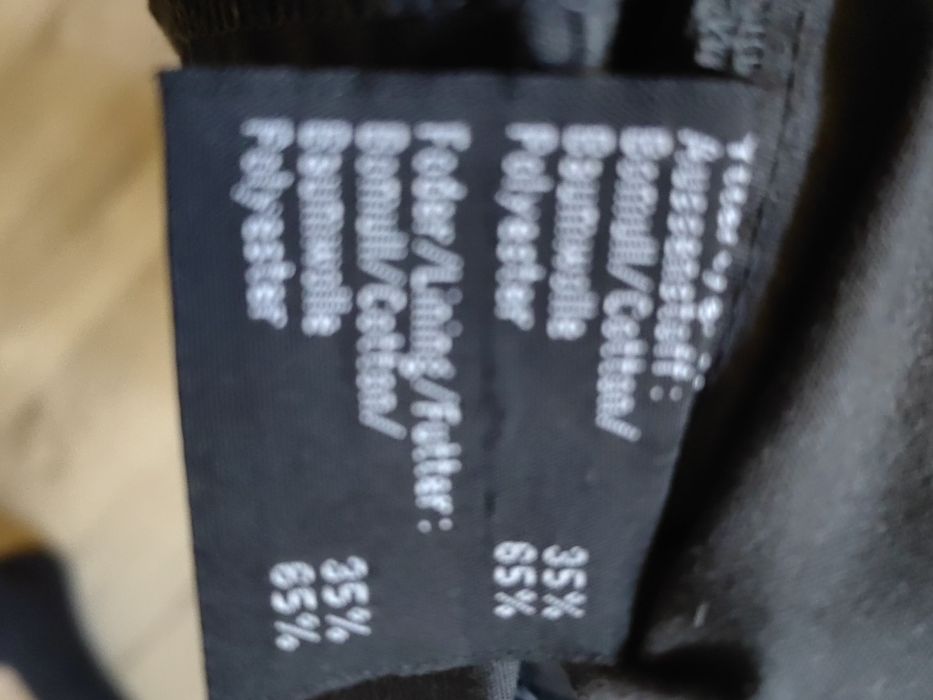 Aussenstoff:
Bomull/Cotton/
Baumwolle 35%
Polyester 65%
Foder/Lining/Futter:
Bomull/Cotton/
Baumwolle 35%
Polyester 65%